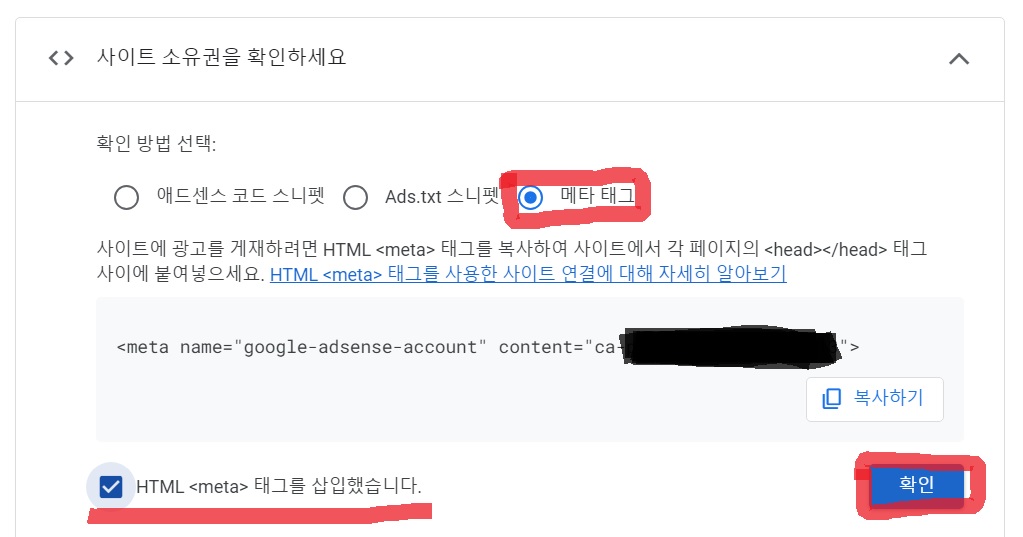 사이트 소유권을 확인하세요
확인 방법 선택:
애드센스 코드 스니펫 Ads.txt 스니펫 메타 태그
사이트에 광고를 게재하려면 HTML <meta> 태그를 복사하여 사이트에서 각 페이지의 <head></head> 태그
사이에 붙여넣으세요. HTML <meta> 태그를 사용한 사이트 연결에 대해 자세히 알아보기
<meta name="google-adsense-account" content="ca-">
복사하기
HTML <meta> 태그를 삽입했습니다.
확인